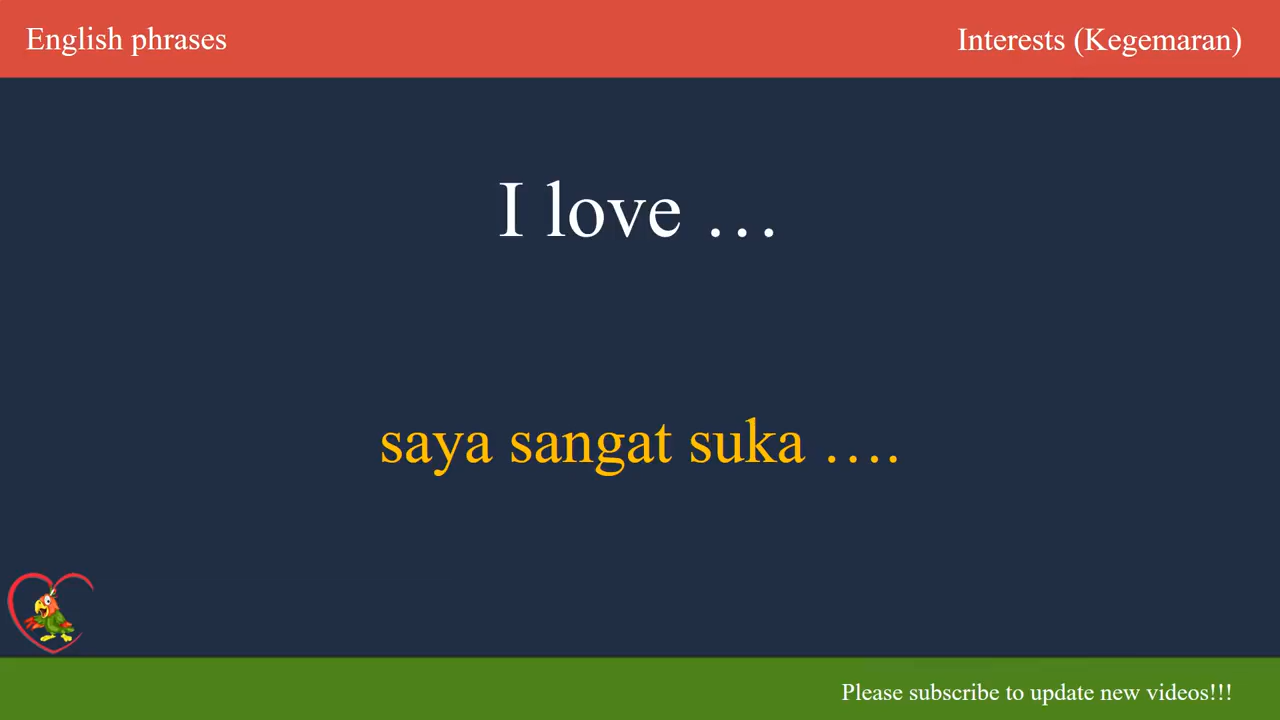 English phrases
Interests (Kegemaran)
I love …
saya sangat suka ….
Please subscribe to update new videos!!!